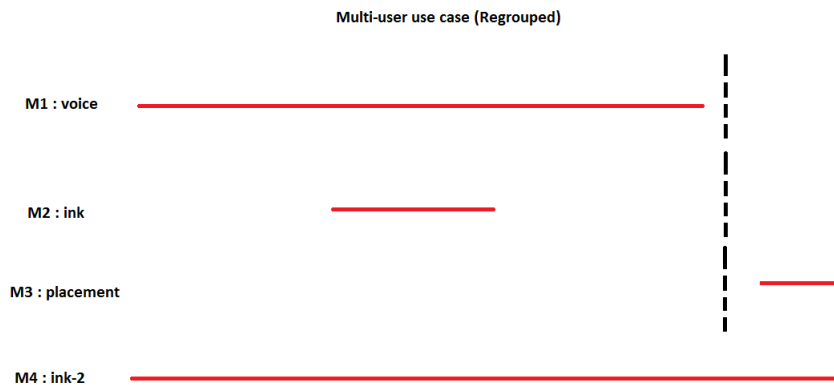 Multi-user use case (Regrouped)
M1 : voice
M2 : ink
M3 : placement
M4 : ink-2